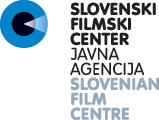 SLOVENSKI
FILMSKI
CENTER
JAVNA
AGENCIJA
SLOVENIAN
FILM
CENTRE